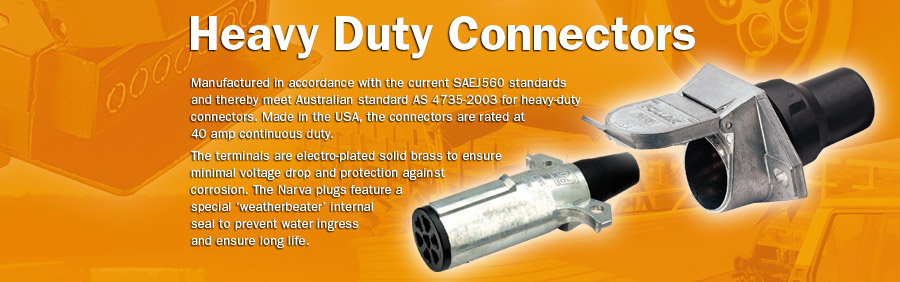 Heavy Duty Connectors
Manufactured in accordance with the current SAEJ560 standards
and thereby meet Australian standard AS 4735-2003 for heavy-duty
connectors. Made in the USA, the connectors are rated at
40 amp continuous duty.
The terminals are electro-plated solid brass to ensure
minimal voltage drop and protection against
corrosion. The Narva plugs feature a
special ‘weatherbeater’ internal
seal to prevent water ingress
and ensure long life.